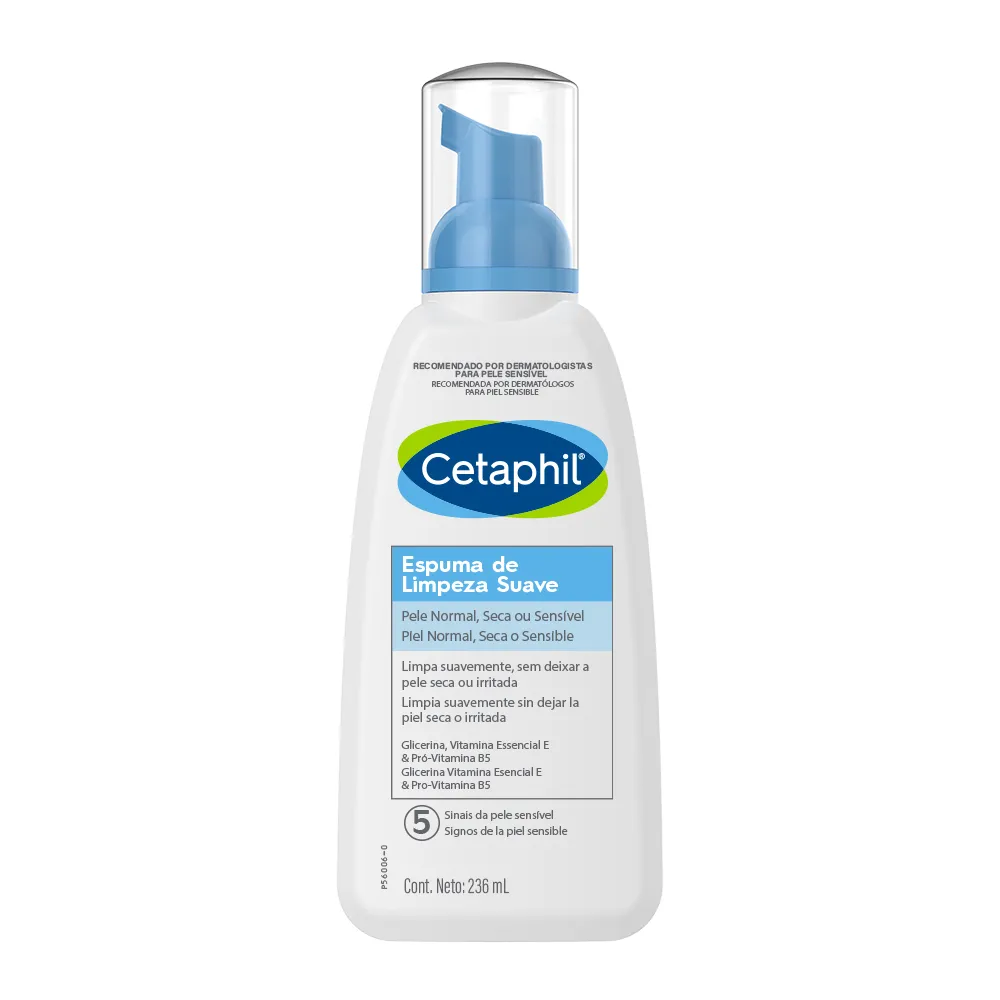 RECOMENDADO POR DERMATOLOGISTAS
PARA PELE SENSÍVEL
RECOMENDADA POR DERMATÓLOGOS
PARA PIEL SENSIBLE
Cetaphil®
Espuma de
Limpeza Suave
Pele Normal, Seca ou Sensível
Piel Normal, Seca o Sensible
Limpa suavemente, sem deixar a
pele seca ou irritada
Limpia suavemente sin dejar la
piel seca o irritada
Glicerina, Vitamina Essencial E
& Pró-Vitamina B5
Glicerina Vitamina Esencial E
& Pro-Vitamina B5
5
Sinais da pele sensível
Signos de la piel sensible
P56006-0
Cont. Neto: 236 mL